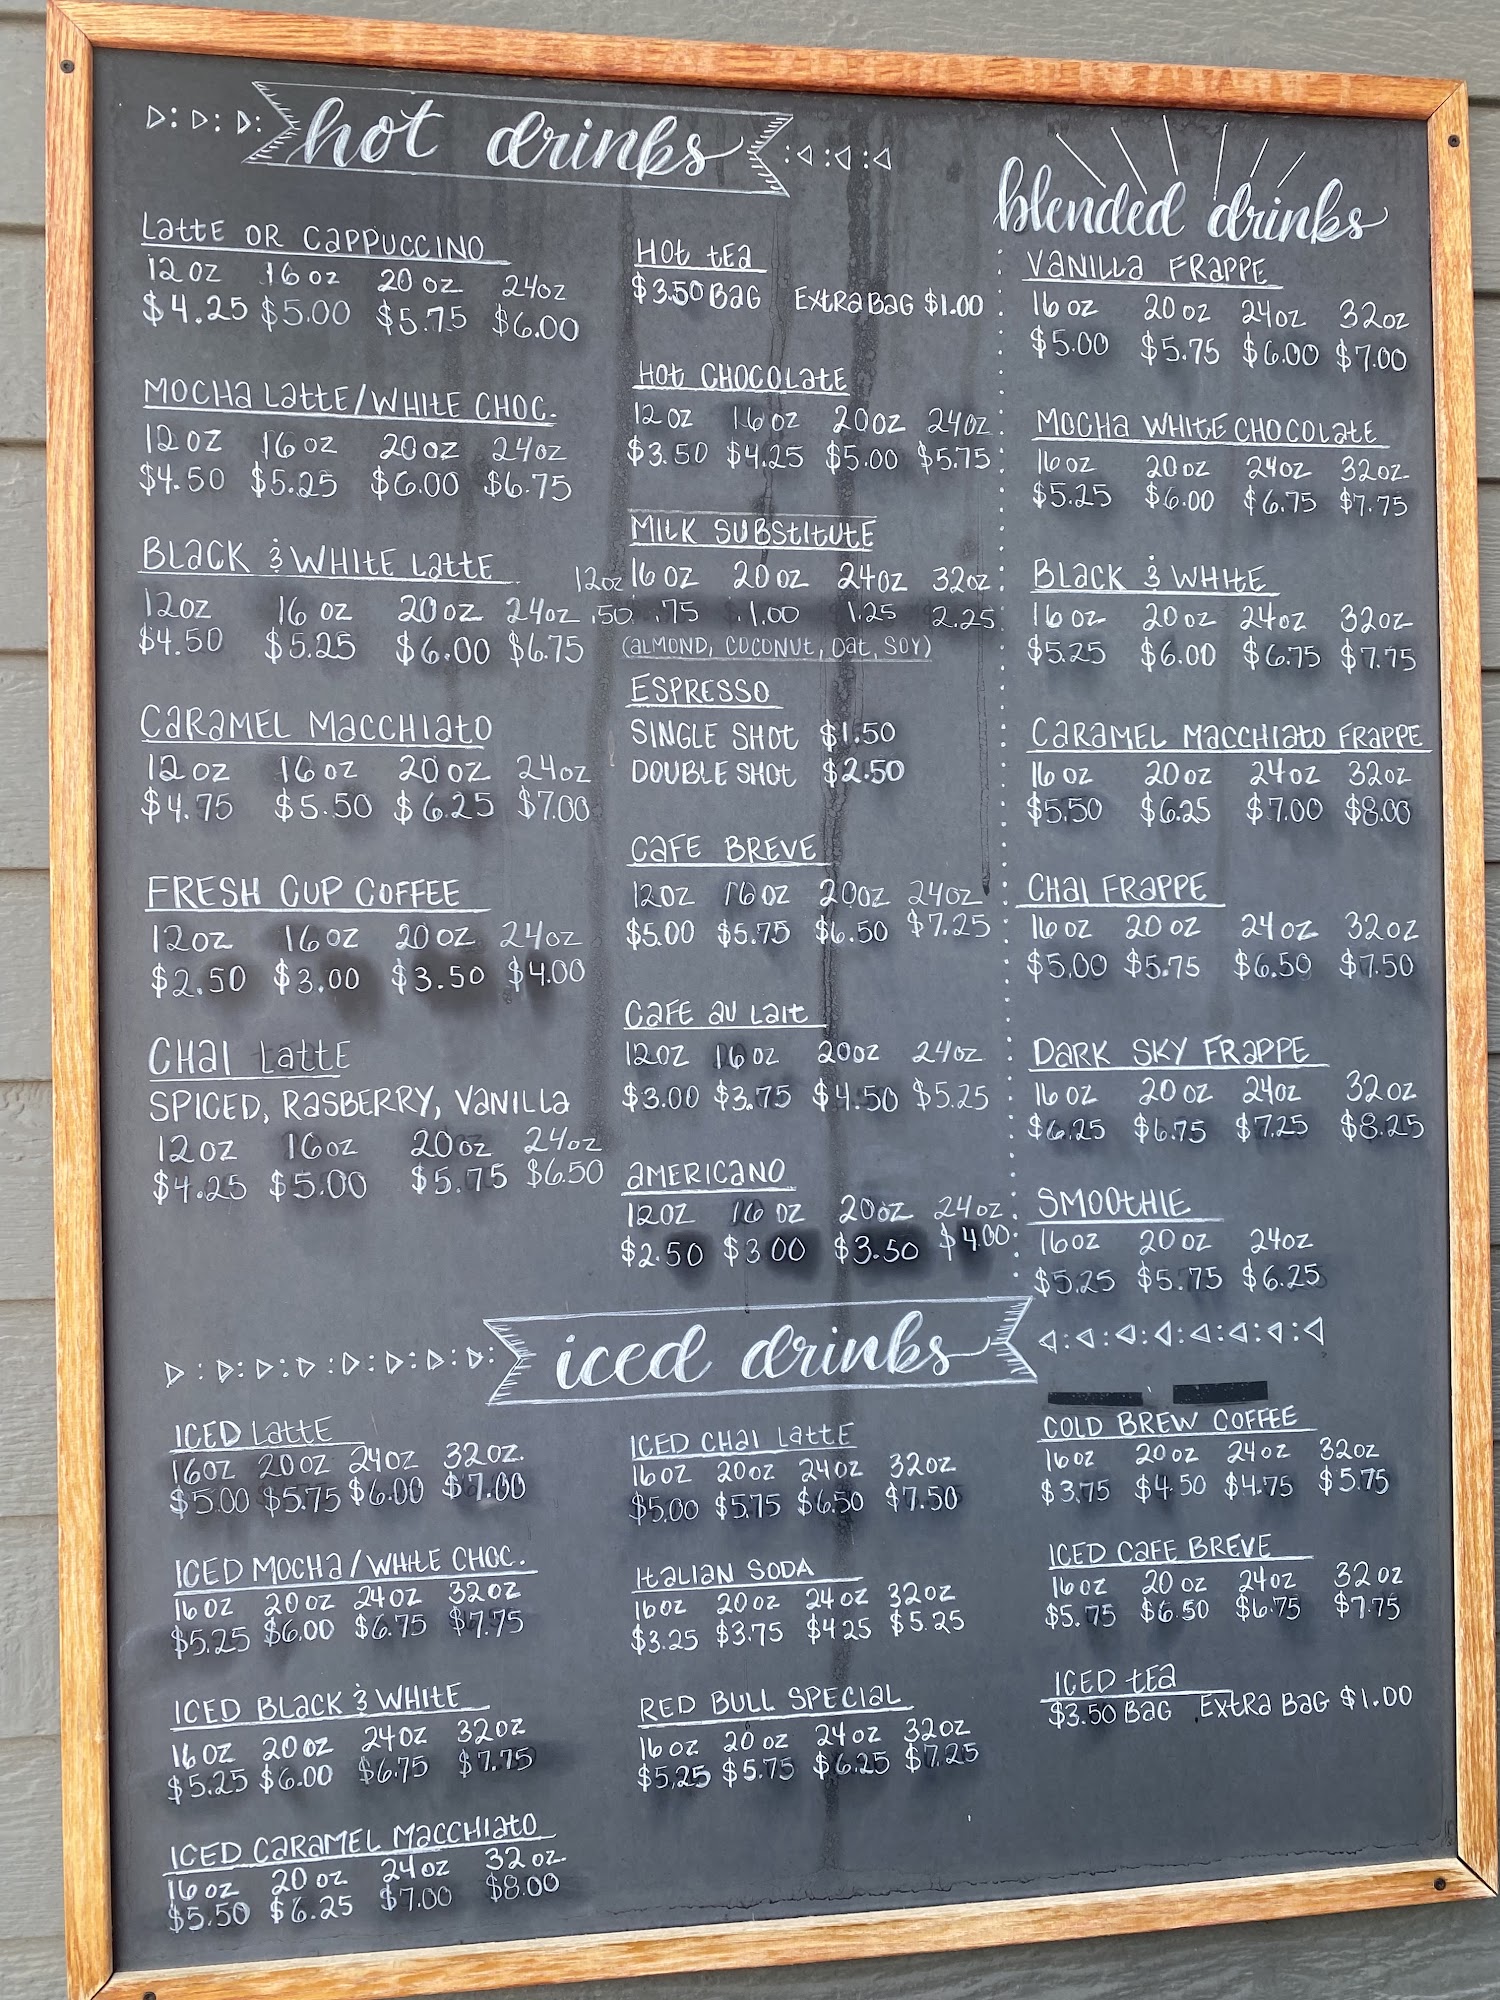 hot drinks
LattE OR CaPPUCCINO
12 OZ 16 oz 20 oz 24oz
$4.25 $5.00 $5.75 $6.00
MOCHa Latte/WHITE CHOC.
12 OZ 16 oz 20oz 24oz
$4.50 $5.25 $6.00 $6.75
BLacK & WHItE LattE
12oz 16 oz 20oz 24oz
$4.50 $5.25 $6.00 $6.75
CaRaMEL MaccHIatO
12 oz 16 oz 20 oz 24oz
$4.75 $5.50 $6.25 $7.00
FRESH CUP COFFEE
12oz 16 oz 20 oz 24oz
$2.50 $3.00 $3.50 $4.00
CHaI LattE
SPICED, RaSBERRY, VaNILLa
12 oz 16oz 20oz 24oz
$4.25 $5.00 $5.75 $6.50
HOt tEa
$3.50 BaG ExtRa BaG $1.00
HOt CHOCOLatE
12 oz 16 oz 20oz 24oz
$3.50 $4.25 $5.00 $5.75
MILK SUBStItUtE
12oz 16 oz 20 oz 24oz 32oz
.50 .75 1.00 1.25 2.25
(aLMOND, COCONUt, Oat, SOY)
ESPRESSO
SINGLE SHOt $1.50
DOUBLE SHOt $2.50
CaFE BREVE
12oz 16 oz 20oz 24oz
$5.00 $5.75 $6.50 $7.25
CaFE aU LaIt
12oz 16 oz 20oz 24oz
$3.00 $3.75 $4.50 $5.25
aMERICaNO
12oz 16 oz 20oz 24oz
$2.50 $3 00 $3.50 $4.00
blended drinks
VaNILLa FRaPPE
16 oz 20 oz 24oz 32oz
$5.00 $5.75 $6.00 $7.00
MOCHa WHITE CHOCOLatE
16 oz 20oz 24oz 32oz
$5.25 $6.00 $6.75 $7.75
BLacK & WHItE
16 oz 20oz 24oz 32oz
$5.25 $6.00 $6.75 $7.75
CaRaMEL MaccHIatO FRaPPE
16 oz 20oz 24oz 32oz
$5.50 $6.25 $7.00 $8.00
CHaI FRaPPE
16 oz 20 oz 24oz 32oz
$5.00 $5.75 $6.50 $7.50
DaRK SKY FRaPPE
16 oz 20 oz 24oz 32oz
$6.25 $6.75 $7.25 $8.25
SMOOtHIE
16oz 20 oz 24oz
$5.25 $5.75 $6.25
iced drinks
ICED LattE
16oz 20oz 24oz 32oz.
$5.00 $5.75 $6.00 $7.00
ICED MOCHa/WHItE CHOC.
16 oz 20oz 24oz 32oz
$5.25 $6.00 $6.75 $7.75
ICED BLacK & WHItE
16 oz 20oz 24oz 32oz
$5.25 $6.00 $6.75 $7.75
ICED CaRaMEL MaccHIatO
16 oz 20 oz 24oz 32 oz.
$5.50 $6.25 $7.00 $8.00
ICED CHaI LattE
16 oz 20oz 24oz 32oz
$5.00 $5.75 $6.50 $7.50
ItaLIaN SODA
16oz 20 oz 24 oz 32oz
$3.25 $3.75 $4 25 $5.25
RED BULL SPECIaL
16 oz 20 oz 24 oz 32oz
$5.25 $5.75 $6.25 $7.25
COLD BREW COFFEE
16 oz 20oz 24oz 32oz
$3.75 $4.50 $4.75 $5.75
ICED CaFE BREVE
16 oz 20 oz 24oz 32 oz
$5.75 $6.50 $6.75 $7.75
ICED tEa
$3.50 BaG ExtRa BaG $1.00